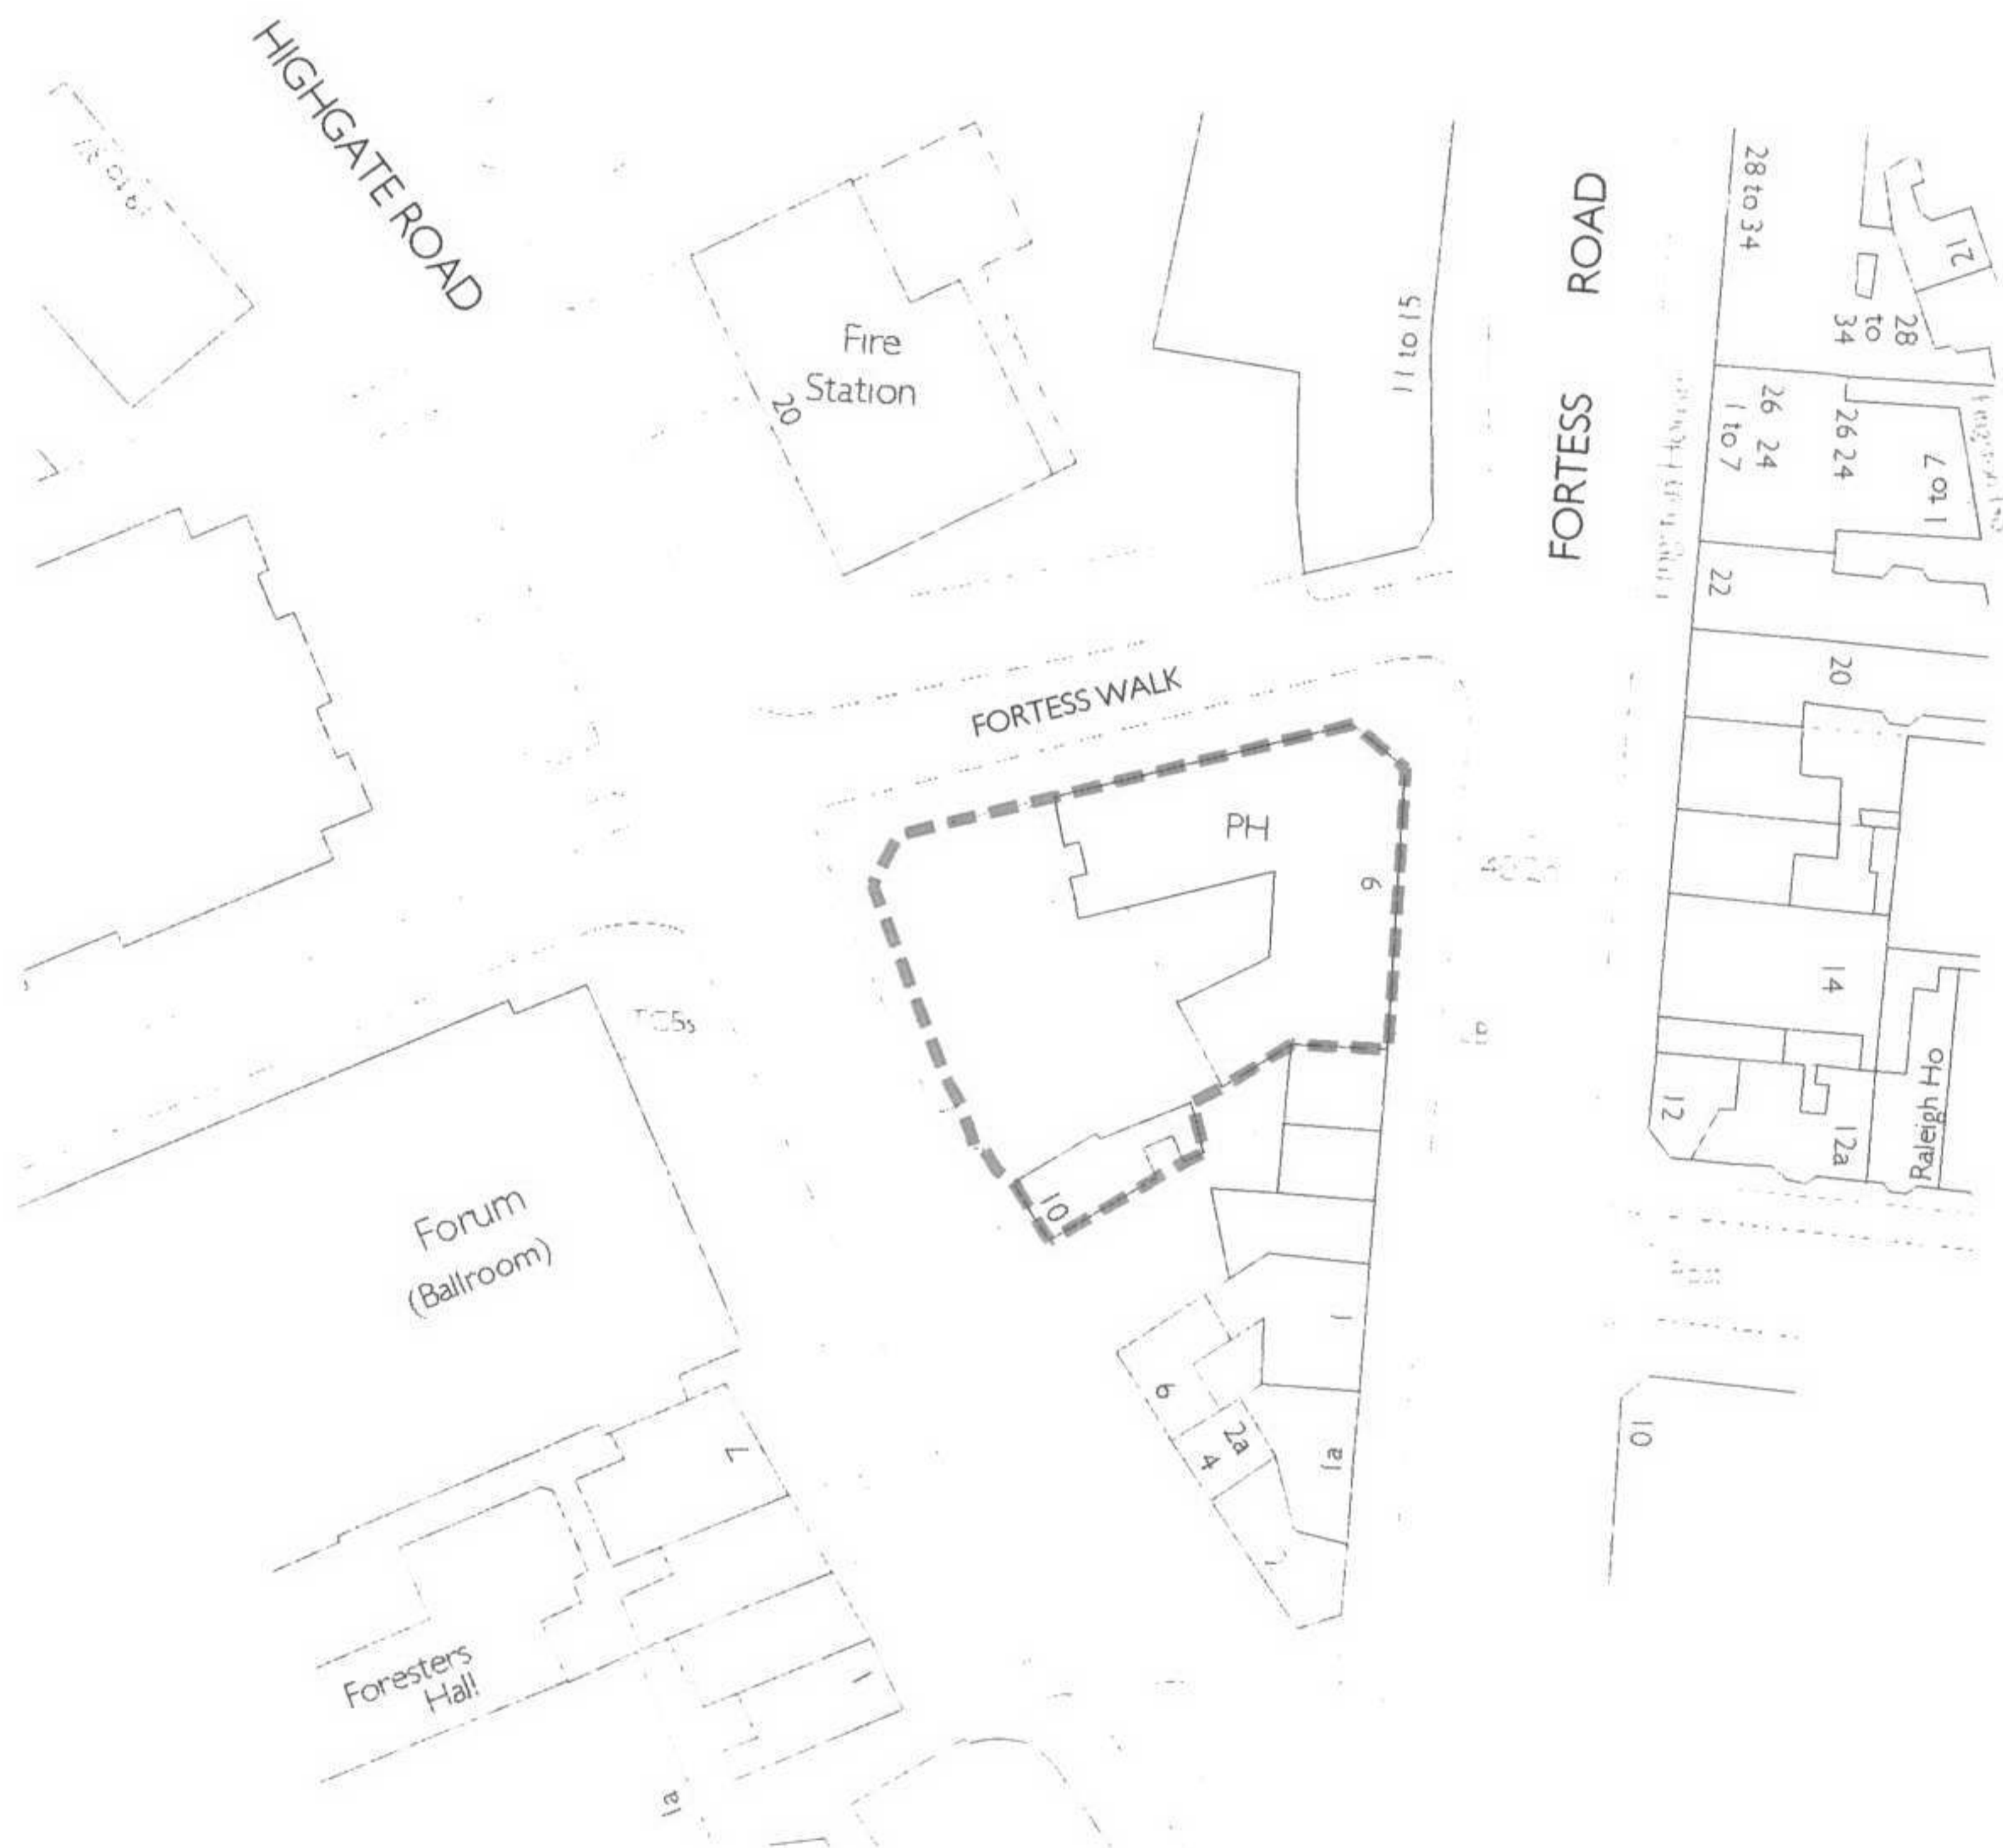 HIGHGATE ROAD
Fire
Station
20
11 to 15
FORTESS ROAD
28 to 34
21
28
to
34
26 24
1 to 7
26 24
1 to 7
22
20
FORTESS WALK
PH
9
14
12
12a
Raleigh Ho
10
Forum
(Ballroom)
10
1
6
2a
4
1a
7
2
Foresters
Hall
1
1a